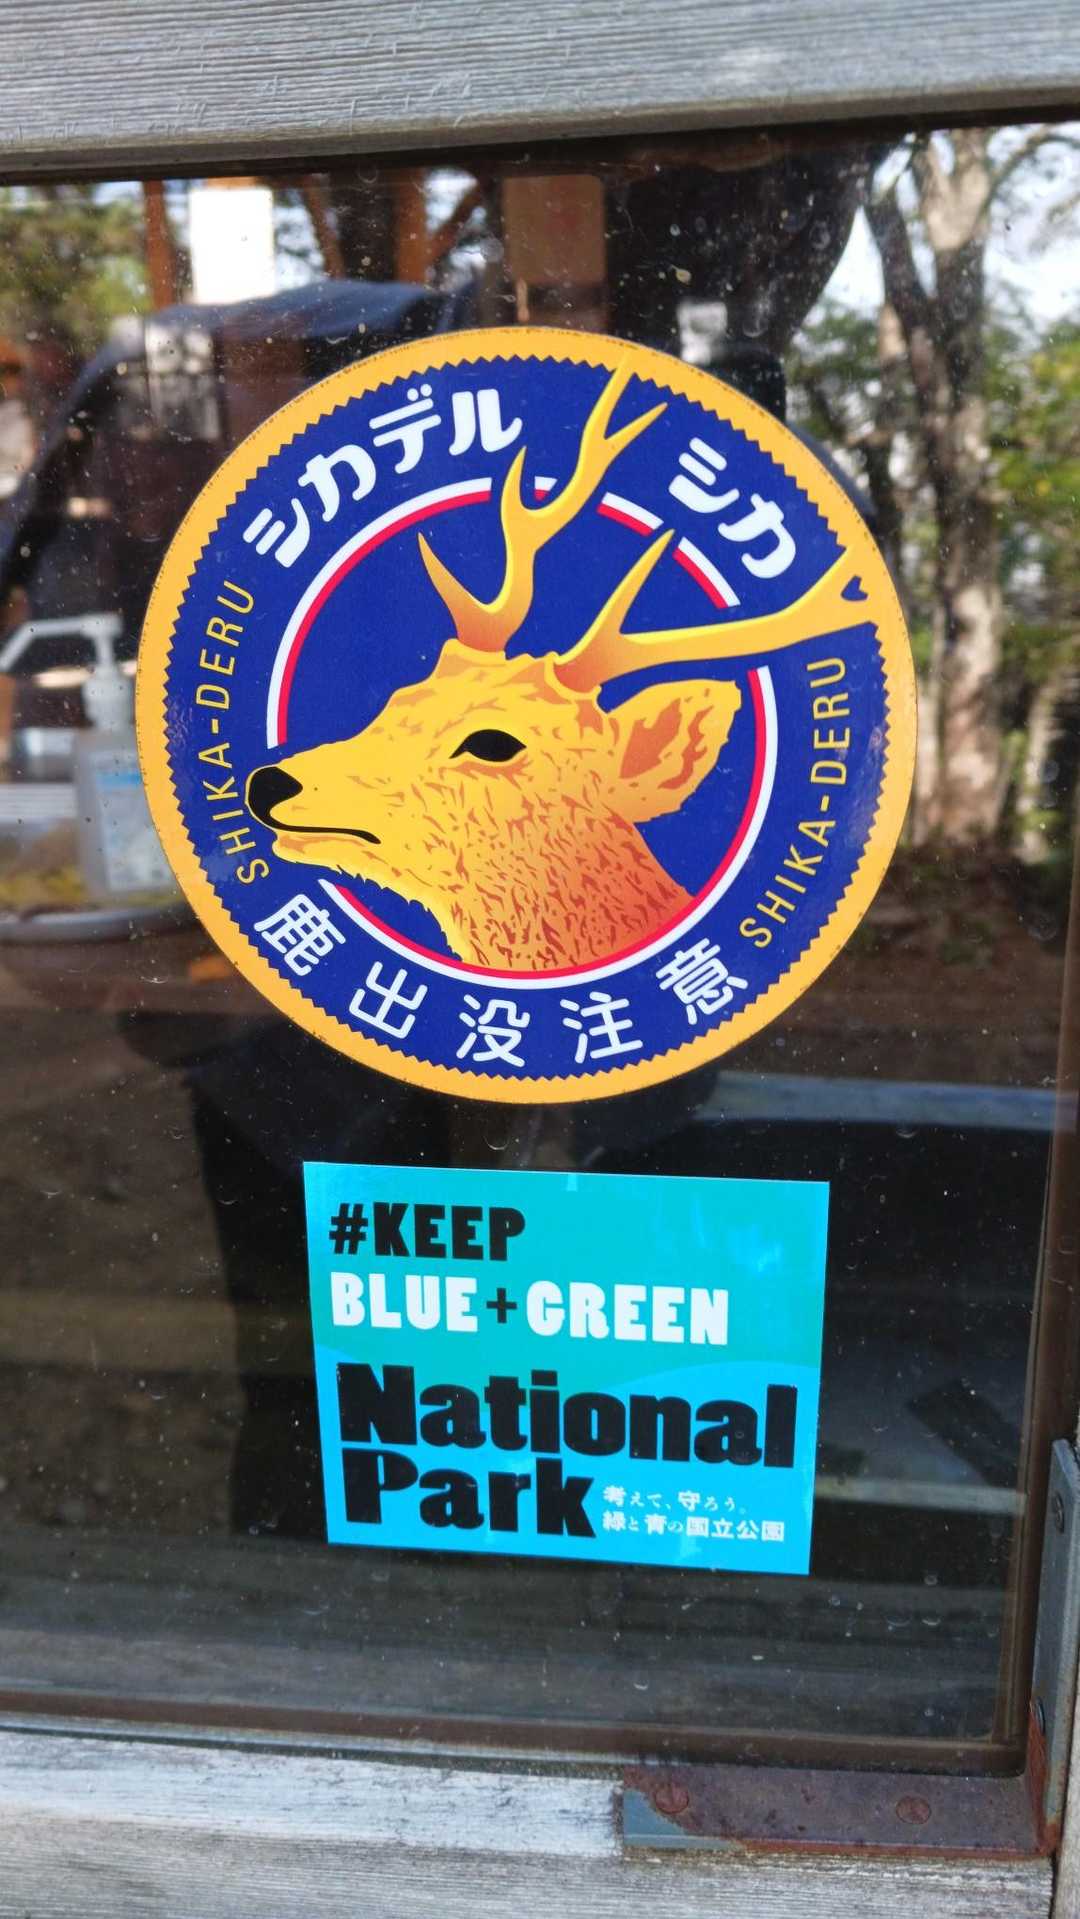 シカデル シカ
SHIKA-DERU
SHIKA-DERU
鹿出没注意
#KEEP
BLUE+GREEN
National
Park
考えて、守ろう。
緑と青の国立公園